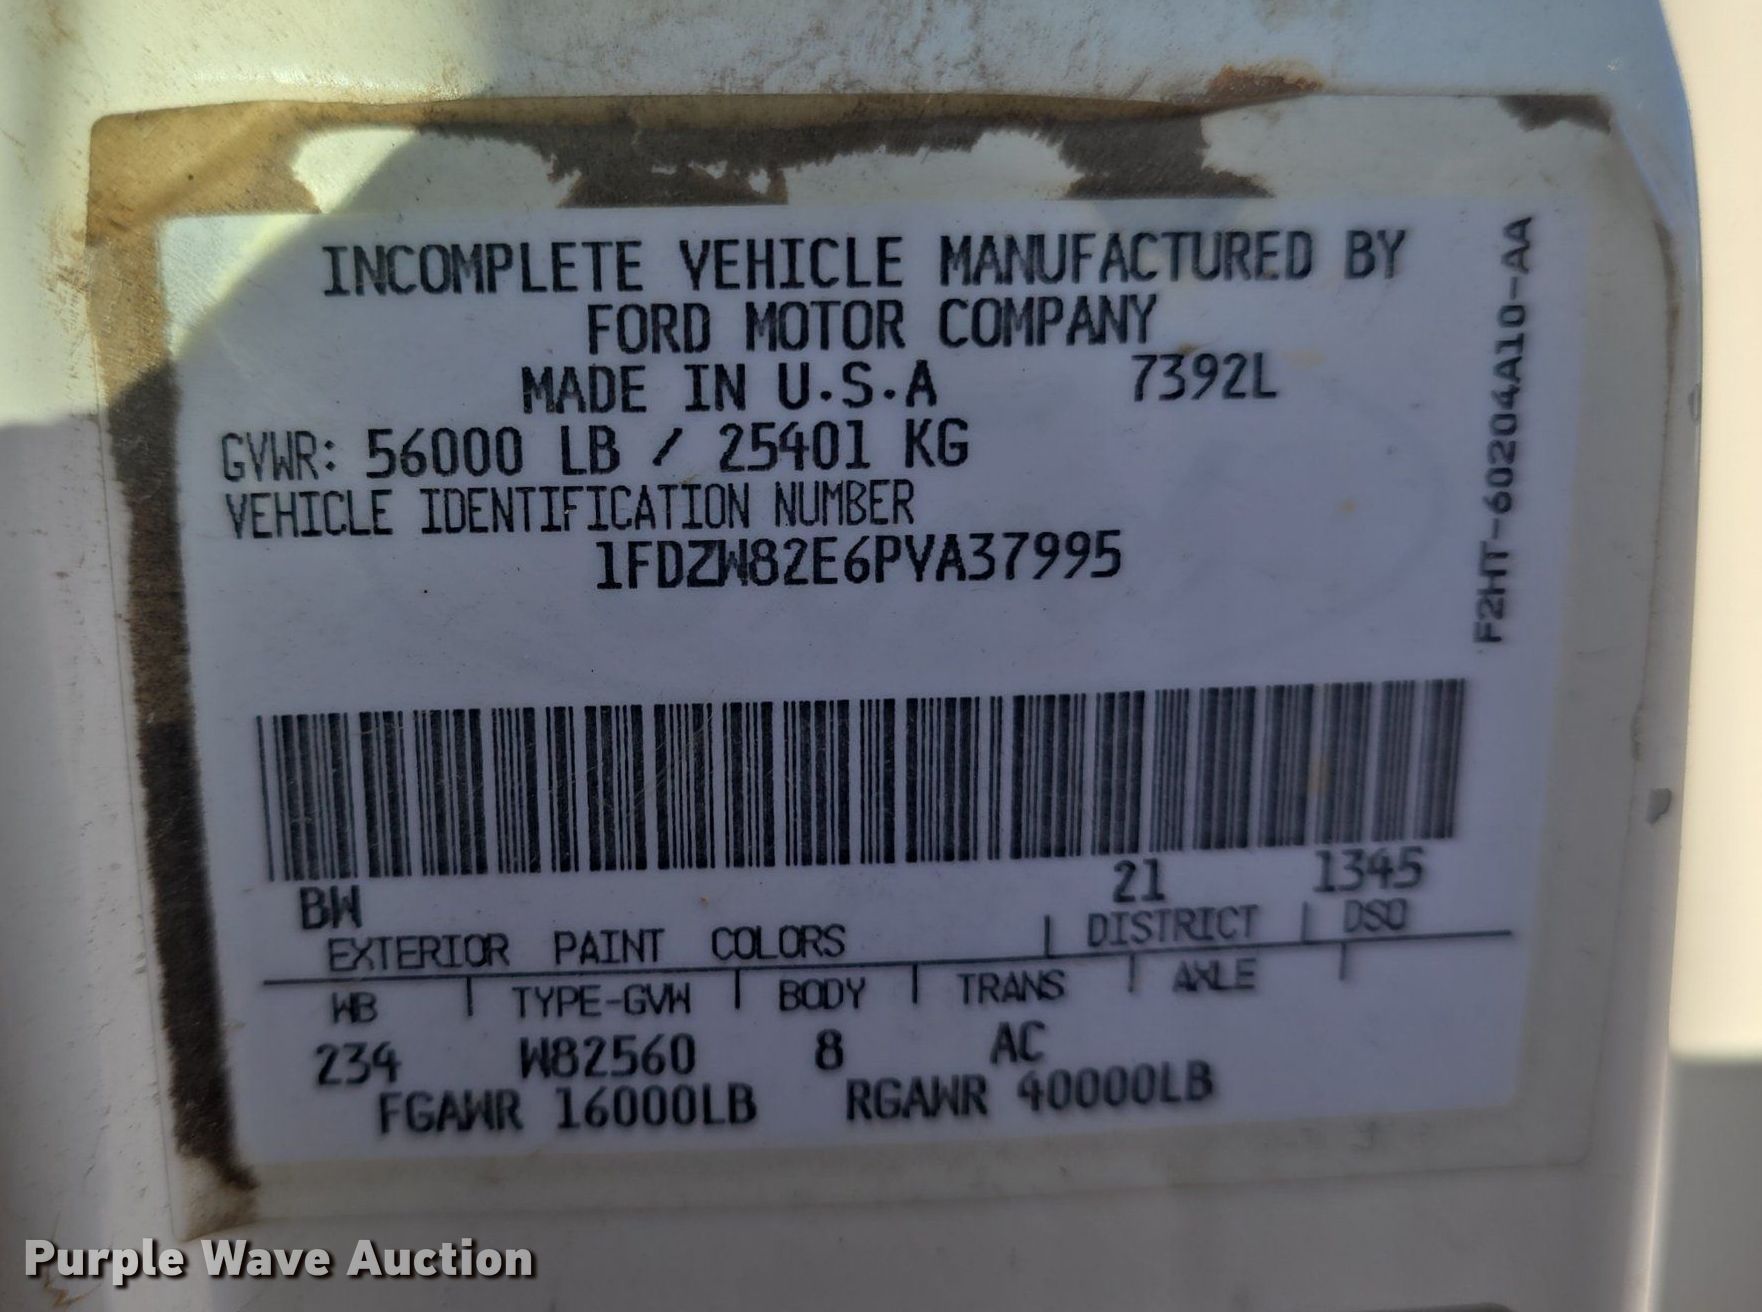 INCOMPLETE VEHICLE MANUFACTURED BY
FORD MOTOR COMPANY
MADE IN U.S.A 7392L
GVWR: 56000 LB / 25401 KG
VEHICLE IDENTIFICATION NUMBER
1FDZW82E6PVA37995
F2HT-60204A10-AA
BW 21 1345
EXTERIOR PAINT COLORS | DISTRICT | DSO
WB | TYPE-GVW | BODY | TRANS | AXLE |
234 W82560 8 AC
FGAWR 16000LB RGAWR 40000LB
Purple Wave Auction